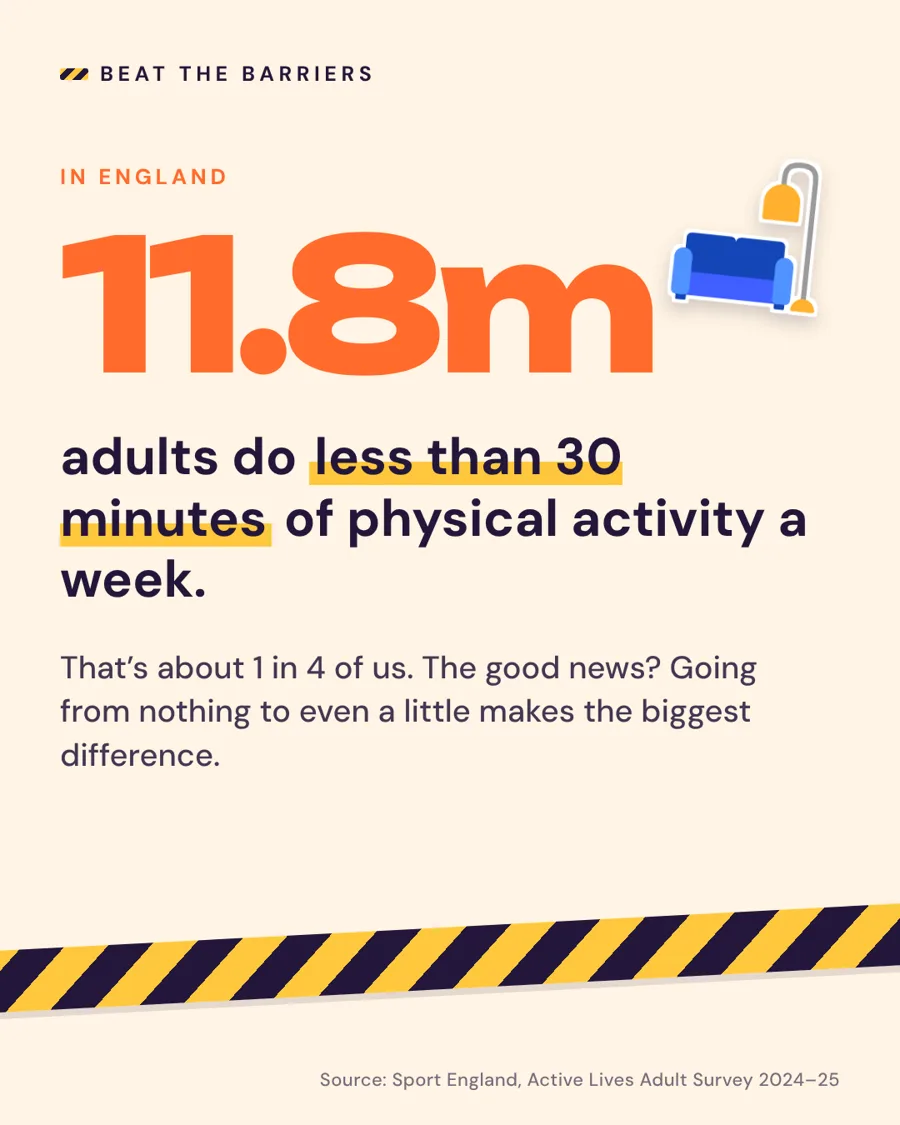 BEAT THE BARRIERS
IN ENGLAND
11.8m
adults do less than 30
minutes of physical activity a
week.
That’s about 1 in 4 of us. The good news? Going
from nothing to even a little makes the biggest
difference.
Source: Sport England, Active Lives Adult Survey 2024–25